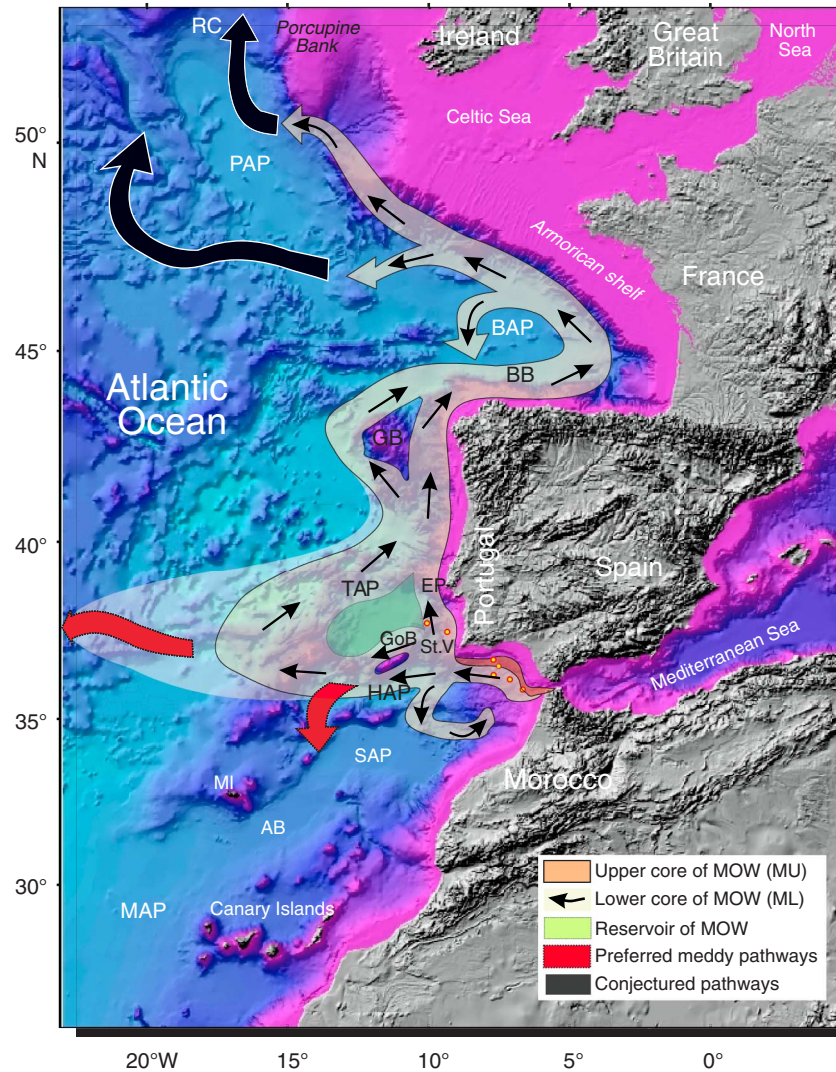 RC
Porcupine
Bank
Ireland
Great
Britain
North
Sea
Celtic Sea
50°
N
PAP
Armorican shelf
France
BAP
45°
BB
Atlantic
Ocean
GB
40°
Portugal
Spain
TAP
EP
GoB
St.V
Mediterranean Sea
HAP
35°
SAP
Morocco
MI
AB
30°
MAP
Canary Islands
Upper core of MOW (MU)
Lower core of MOW (ML)
Reservoir of MOW
Preferred meddy pathways
Conjectured pathways
20°W
15°
10°
5°
0°